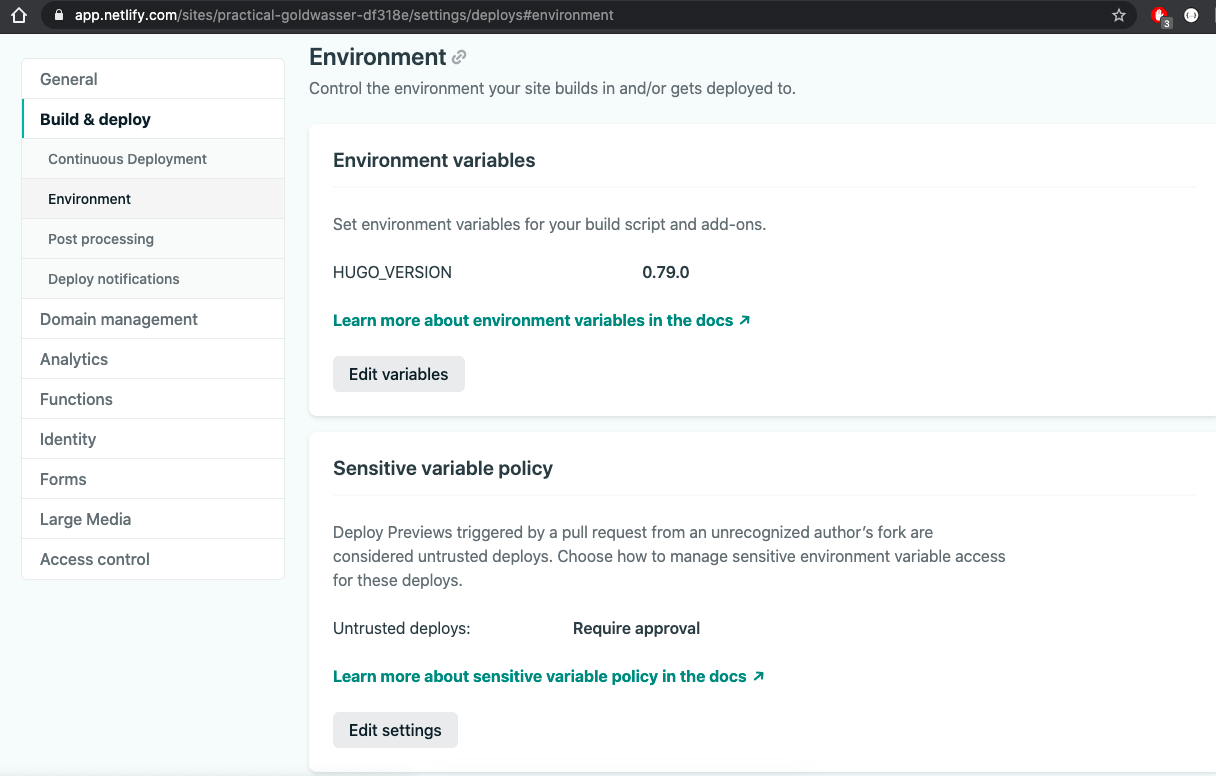 app.netlify.com/sites/practical-goldwasser-df318e/settings/deploys#environment
3
General
Build & deploy
Continuous Deployment
Environment
Post processing
Deploy notifications
Domain management
Analytics
Functions
Identity
Forms
Large Media
Access control
Environment
Control the environment your site builds in and/or gets deployed to.
Environment variables
Set environment variables for your build script and add-ons.
HUGO_VERSION 0.79.0
Learn more about environment variables in the docs ↗
Edit variables
Sensitive variable policy
Deploy Previews triggered by a pull request from an unrecognized author’s fork are
considered untrusted deploys. Choose how to manage sensitive environment variable access
for these deploys.
Untrusted deploys: Require approval
Learn more about sensitive variable policy in the docs ↗
Edit settings